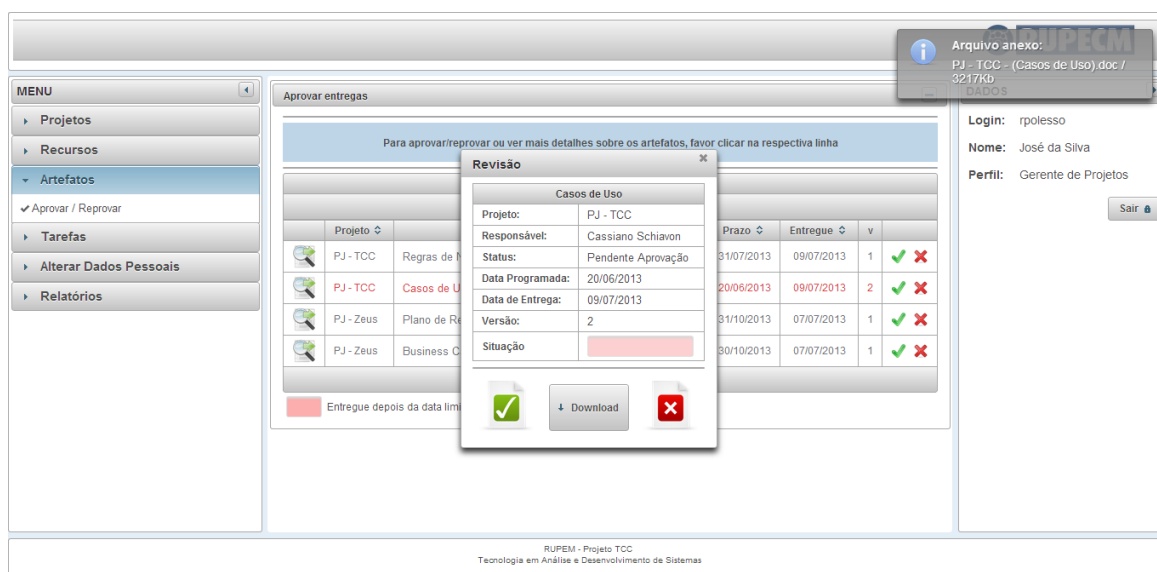 RUPECM
Arquivo anexo:
PJ - TCC - (Casos de Uso).doc /
3217Kb
MENU
Projetos
Recursos
Artefatos
Aprovar / Reprovar
Tarefas
Alterar Dados Pessoais
Relatórios
Aprovar entregas
Para aprovar/reprovar ou ver mais detalhes sobre os artefatos, favor clicar na respectiva linha
Projeto Prazo Entregue v
PJ - TCC Regras de 31/07/2013 09/07/2013 1
PJ - TCC Casos de 20/06/2013 09/07/2013 2
PJ - Zeus Plano de 31/10/2013 07/07/2013 1
PJ - Zeus Business 30/10/2013 07/07/2013 1
Entregue depois da data
Revisão
Casos de Uso
Projeto: PJ - TCC
Responsável: Cassiano Schiavon
Status: Pendente Aprovação
Data Programada: 20/06/2013
Data de Entrega: 09/07/2013
Versão: 2
Situação
Download
DADOS
Login: rpolesso
Nome: José da Silva
Perfil: Gerente de Projetos
Sair
RUPEM - Projeto TCC
Tecnologia em Análise e Desenvolvimento de Sistemas